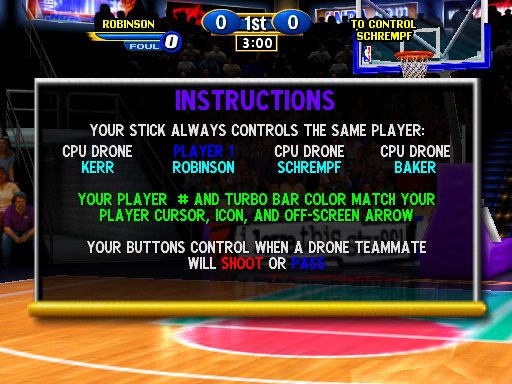 ROBINSON
FOUL 0
0 1st 0
3:00
TO CONTROL
SCHREMPF
INSTRUCTIONS
YOUR STICK ALWAYS CONTROLS THE SAME PLAYER:
CPU DRONE PLAYER 1 CPU DRONE CPU DRONE
KERR ROBINSON SCHREMPF BAKER
YOUR PLAYER # AND TURBO BAR COLOR MATCH YOUR
PLAYER CURSOR, ICON, AND OFF-SCREEN ARROW
YOUR BUTTONS CONTROL WHEN A DRONE TEAMMATE
WILL SHOOT OR PASS